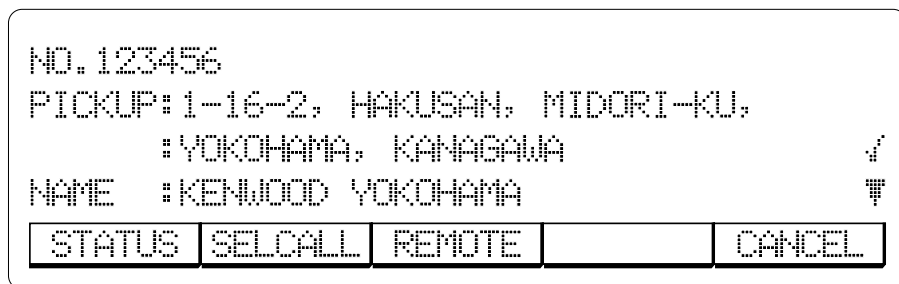 NO.123456
PICKUP:1-16-2, HAKUSAN, MIDORI-KU,
:YOKOHAMA, KANAGAWA √
NAME :KENWOOD YOKOHAMA ▼
STATUS SELCALL REMOTE CANCEL